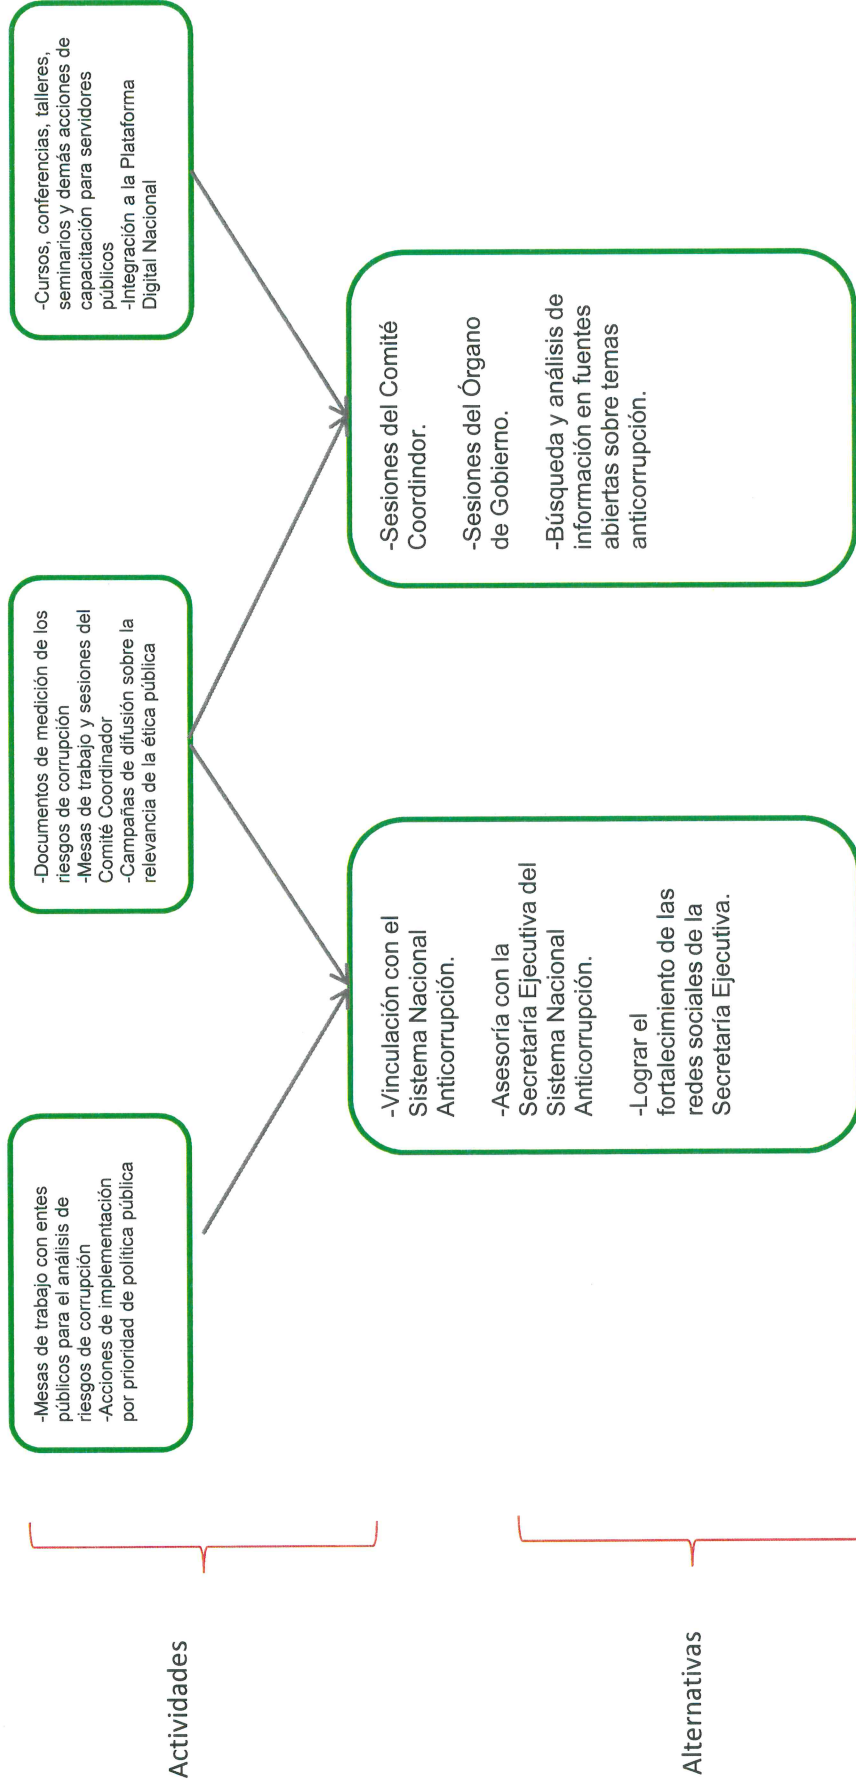 Actividades
-Mesas de trabajo con entes
públicos para el análisis de
riesgos de corrupción
-Acciones de implementación
por prioridad de política pública
-Documentos de medición de los
riesgos de corrupción
-Mesas de trabajo y sesiones del
Comité Coordinador
-Campañas de difusión sobre la
relevancia de la ética pública
-Cursos, conferencias, talleres,
seminarios y demás acciones de
capacitación para servidores
públicos
-Integración a la Plataforma
Digital Nacional
Alternativas
-Vinculación con el
Sistema Nacional
Anticorrupción.
-Asesoría con la
Secretaría Ejecutiva del
Sistema Nacional
Anticorrupción.
-Lograr el
fortalecimiento de las
redes sociales de la
Secretaría Ejecutiva.
-Sesiones del Comité
Coordindor.
-Sesiones del Órgano
de Gobierno.
-Búsqueda y análisis de
información en fuentes
abiertas sobre temas
anticorrupción.